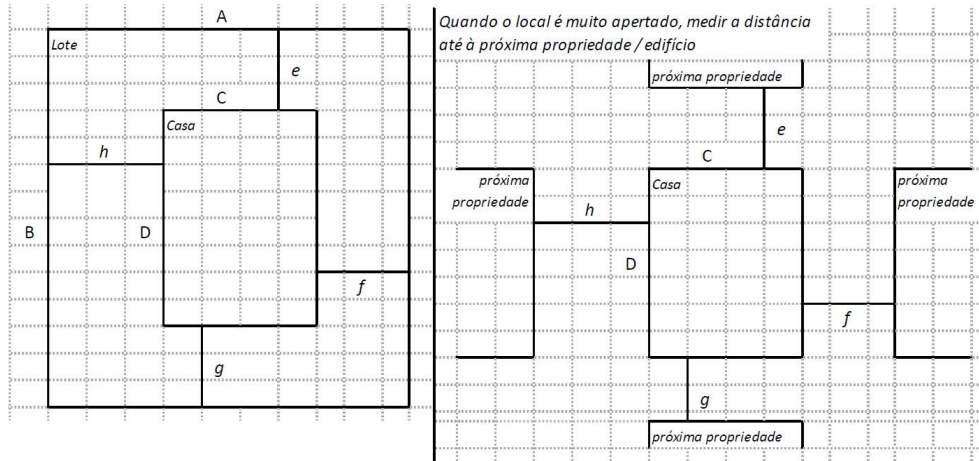 A
Lote
e
C
Casa
h
B
D
f
g
Quando o local é muito apertado, medir a distância
até à próxima propriedade / edifício
próxima propriedade
e
C
próxima
propriedade
Casa
próxima
propriedade
h
D
f
g
próxima propriedade